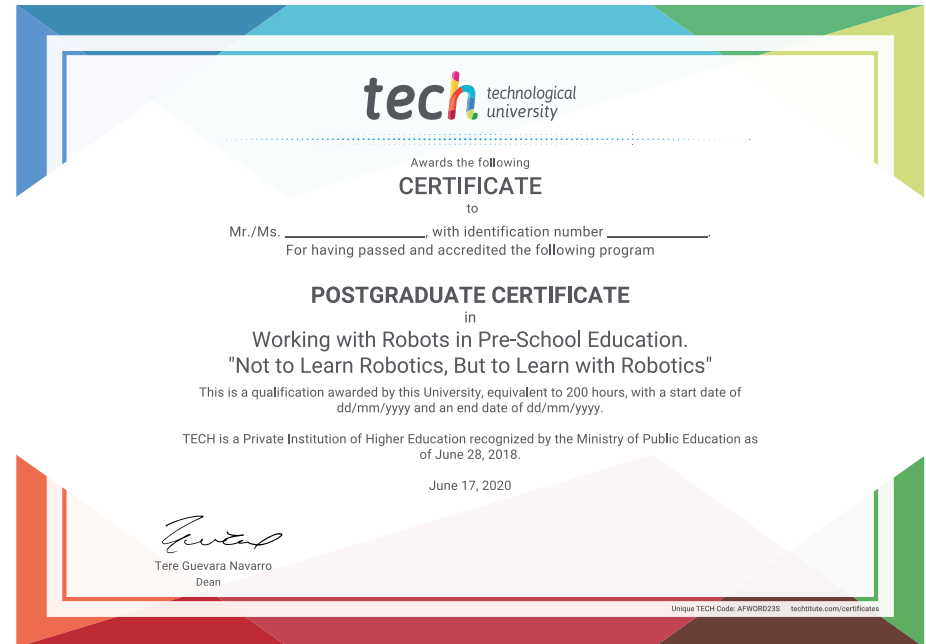 tech technological
university
Awards the following
CERTIFICATE
to
Mr./Ms. ____________, with identification number ____________.
For having passed and accredited the following program
POSTGRADUATE CERTIFICATE
in
Working with Robots in Pre-School Education.
"Not to Learn Robotics, But to Learn with Robotics"
This is a qualification awarded by this University, equivalent to 200 hours, with a start date of
dd/mm/yyyy and an end date of dd/mm/yyyy.
TECH is a Private Institution of Higher Education recognized by the Ministry of Public Education as
of June 28, 2018.
June 17, 2020
Tere Guevara Navarro
Dean
Unique TECH Code: AFWORD23S techtitute.com/certificates